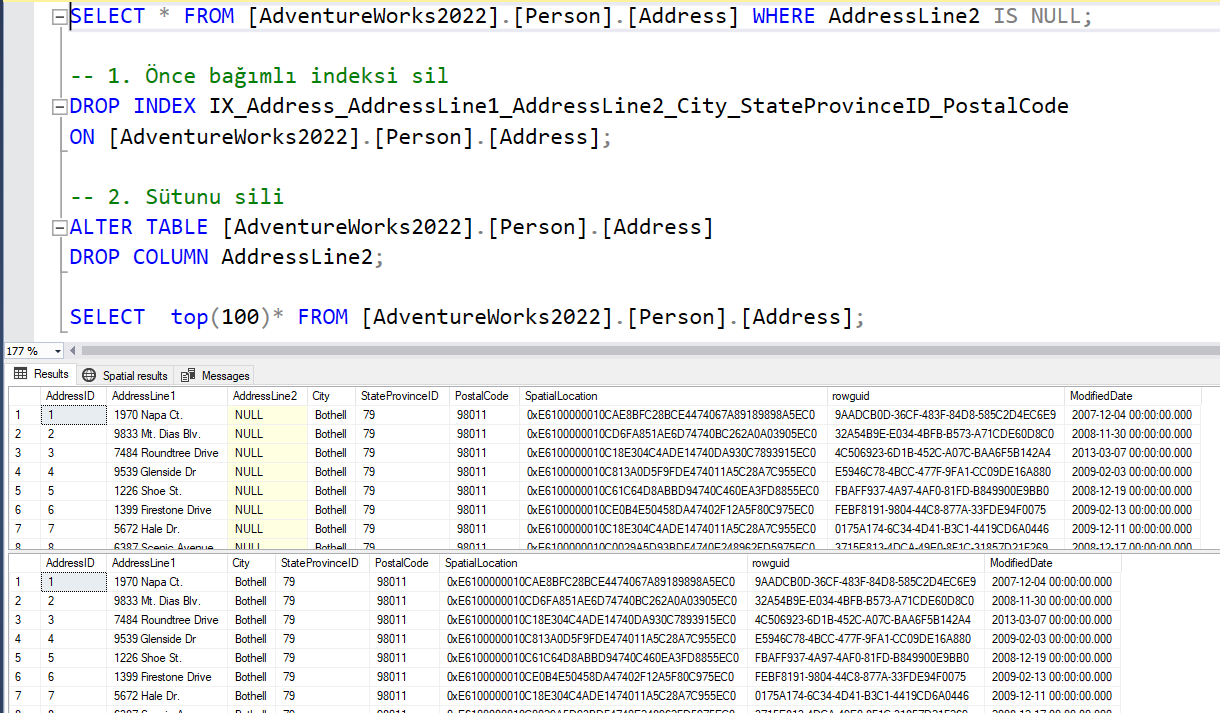 SELECT * FROM [AdventureWorks2022].[Person].[Address] WHERE AddressLine2 IS NULL;
-- 1. Önce bağımlı indeksi sil
DROP INDEX IX_Address_AddressLine1_AddressLine2_City_StateProvinceID_PostalCode
ON [AdventureWorks2022].[Person].[Address];
-- 2. Sütunu sili
ALTER TABLE [AdventureWorks2022].[Person].[Address]
DROP COLUMN AddressLine2;
SELECT  top(100)* FROM [AdventureWorks2022].[Person].[Address];
177 %
Results Spatial results Messages
AddressID AddressLine1 AddressLine2 City StateProvinceID PostalCode SpatialLocation rowguid ModifiedDate
1 1 1970 Napa Ct. NULL Bothell 79 98011 0xE6100000010CAE8BFC28BCE4474067A89189898A5EC0 9AADCB0D-36CF-483F-84D8-585C2D4EC6E9 2007-12-04 00:00:00.000
2 2 9833 Mt. Dias Blv. NULL Bothell 79 98011 0xE6100000010CD6FA851AE6D74740BC262A0A03905EC0 32A54B9E-E034-4BFB-B573-A71CDE60D8C0 2008-11-30 00:00:00.000
3 3 7484 Roundtree Drive NULL Bothell 79 98011 0xE6100000010C18E304C4ADE14740DA930C7893915EC0 4C506923-6D1B-452C-A07C-BAA6F5B142A4 2013-03-07 00:00:00.000
4 4 9539 Glenside Dr NULL Bothell 79 98011 0xE6100000010C813A0D5F9FDE474011A5C28A7C955EC0 E5946C78-4BCC-477F-9FA1-CC09DE16A880 2009-02-03 00:00:00.000
5 5 1226 Shoe St. NULL Bothell 79 98011 0xE6100000010C61C64D8ABBD94740C460EA3FD8855EC0 FBAFF937-4A97-4AF0-81FD-B849900E9BB0 2008-12-19 00:00:00.000
6 6 1399 Firestone Drive NULL Bothell 79 98011 0xE6100000010CE0B4E50458DA47402F12A5F80C975EC0 FEBF8191-9804-44C8-877A-33FDE94F0075 2009-02-13 00:00:00.000
7 7 5672 Hale Dr. NULL Bothell 79 98011 0xE6100000010C18E304C4ADE1474011A5C28A7C955EC0 0175A174-6C34-4D41-B3C1-4419CD6A0446 2009-12-11 00:00:00.000
8 8 6387 Scenic Avenue NULL Bothell 79 98011 0xE6100000010C0029A5D93BDF4740E248962FD5975EC0 3715E813-4DCA-49E0-8F1C-31857D21F269 2008-12-17 00:00:00.000
AddressID AddressLine1 City StateProvinceID PostalCode SpatialLocation rowguid ModifiedDate
1 1 1970 Napa Ct. Bothell 79 98011 0xE6100000010CAE8BFC28BCE4474067A89189898A5EC0 9AADCB0D-36CF-483F-84D8-585C2D4EC6E9 2007-12-04 00:00:00.000
2 2 9833 Mt. Dias Blv. Bothell 79 98011 0xE6100000010CD6FA851AE6D74740BC262A0A03905EC0 32A54B9E-E034-4BFB-B573-A71CDE60D8C0 2008-11-30 00:00:00.000
3 3 7484 Roundtree Drive Bothell 79 98011 0xE6100000010C18E304C4ADE14740DA930C7893915EC0 4C506923-6D1B-452C-A07C-BAA6F5B142A4 2013-03-07 00:00:00.000
4 4 9539 Glenside Dr Bothell 79 98011 0xE6100000010C813A0D5F9FDE474011A5C28A7C955EC0 E5946C78-4BCC-477F-9FA1-CC09DE16A880 2009-02-03 00:00:00.000
5 5 1226 Shoe St. Bothell 79 98011 0xE6100000010C61C64D8ABBD94740C460EA3FD8855EC0 FBAFF937-4A97-4AF0-81FD-B849900E9BB0 2008-12-19 00:00:00.000
6 6 1399 Firestone Drive Bothell 79 98011 0xE6100000010CE0B4E50458DA47402F12A5F80C975EC0 FEBF8191-9804-44C8-877A-33FDE94F0075 2009-02-13 00:00:00.000
7 7 5672 Hale Dr. Bothell 79 98011 0xE6100000010C18E304C4ADE1474011A5C28A7C955EC0 0175A174-6C34-4D41-B3C1-4419CD6A0446 2009-12-11 00:00:00.000